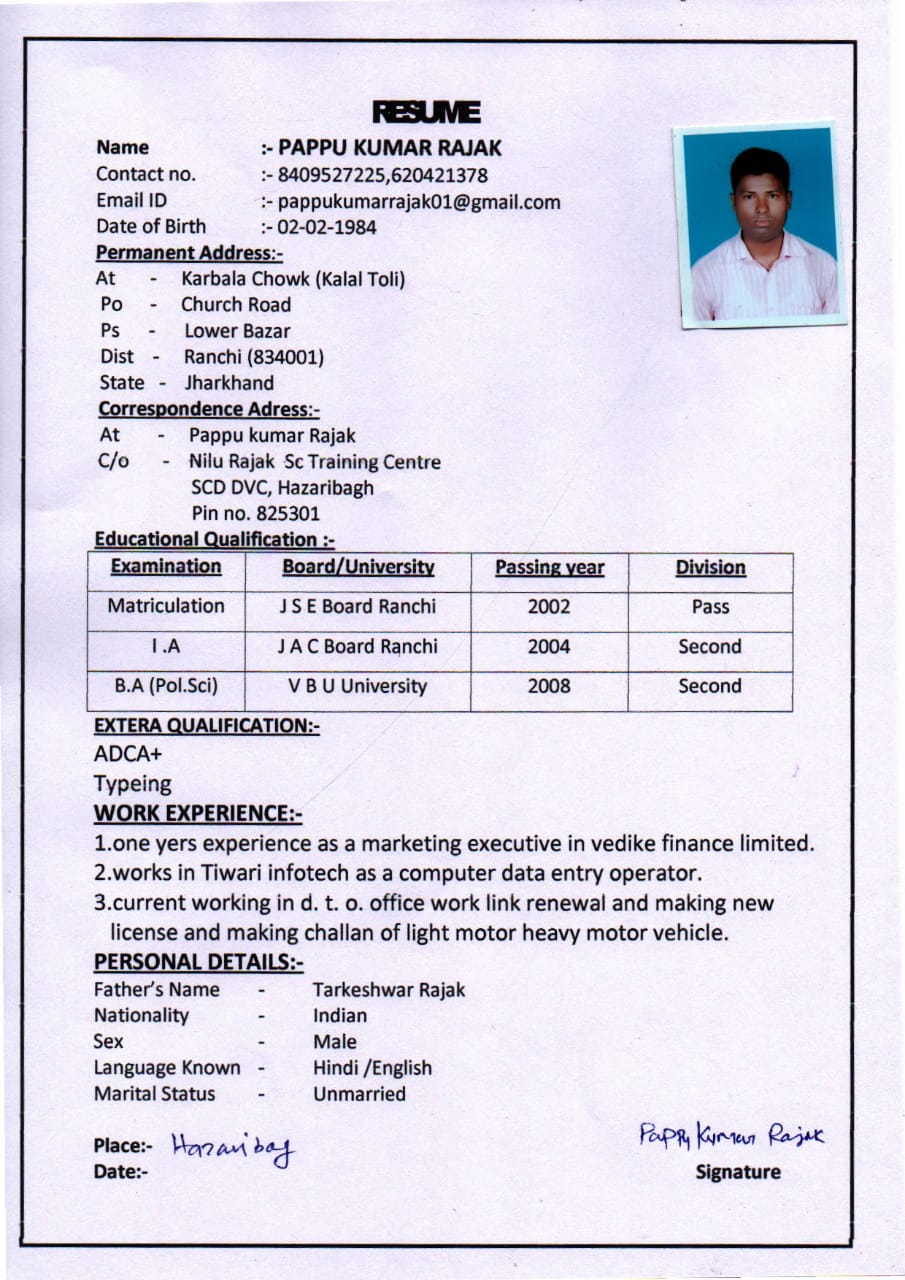 RESUME
Name :- PAPPU KUMAR RAJAK
Contact no. :- 8409527225,620421378
Email ID :- pappukumarrajak01@gmail.com
Date of Birth :- 02-02-1984
Permanent Address:-
At - Karbala Chowk (Kalal Toli)
Po - Church Road
Ps - Lower Bazar
Dist - Ranchi (834001)
State - Jharkhand
Correspondence Adress:-
At - Pappu kumar Rajak
C/o - Nilu Rajak Sc Training Centre
SCD DVC, Hazaribagh
Pin no. 825301
Educational Qualification :-
Examination Board/University Passing year Division
Matriculation J S E Board Ranchi 2002 Pass
I .A J A C Board Ranchi 2004 Second
B.A (Pol.Sci) V B U University 2008 Second
EXTERA QUALIFICATION:-
ADCA+
Typeing
WORK EXPERIENCE:-
1.one yers experience as a marketing executive in vedike finance limited.
2.works in Tiwari infotech as a computer data entry operator.
3.current working in d. t. o. office work link renewal and making new
license and making challan of light motor heavy motor vehicle.
PERSONAL DETAILS:-
Father's Name - Tarkeshwar Rajak
Nationality - Indian
Sex - Male
Language Known - Hindi /English
Marital Status - Unmarried
Place:- Hazaribag
Pappu Kumar Rajak
Date:-
Signature